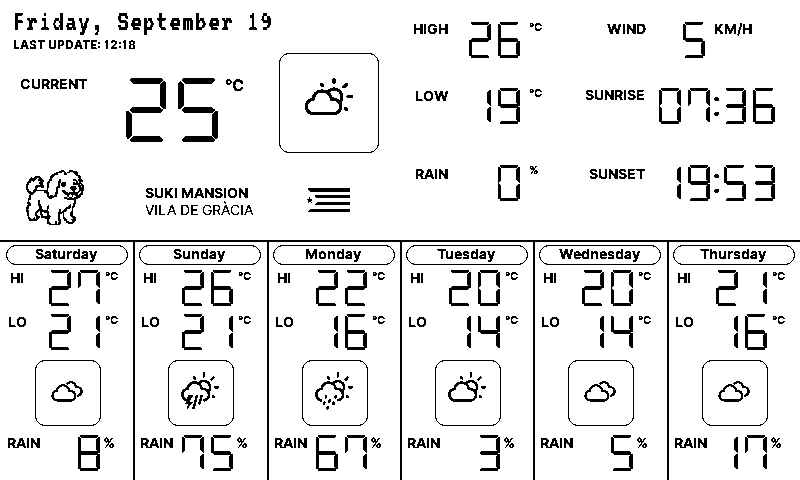 Friday, September 19
LAST UPDATE: 12:18
CURRENT 25 °C
SUKI MANSION
VILA DE GRÀCIA
HIGH 26 °C
LOW 19 °C
RAIN 0 %
WIND 5 KM/H
SUNRISE 07:36
SUNSET 19:53
Saturday
HI 27 °C
LO 21 °C
RAIN 8 %
Sunday
HI 26 °C
LO 21 °C
RAIN 75 %
Monday
HI 22 °C
LO 16 °C
RAIN 67 %
Tuesday
HI 20 °C
LO 14 °C
RAIN 3 %
Wednesday
HI 20 °C
LO 14 °C
RAIN 5 %
Thursday
HI 21 °C
LO 16 °C
RAIN 17 %